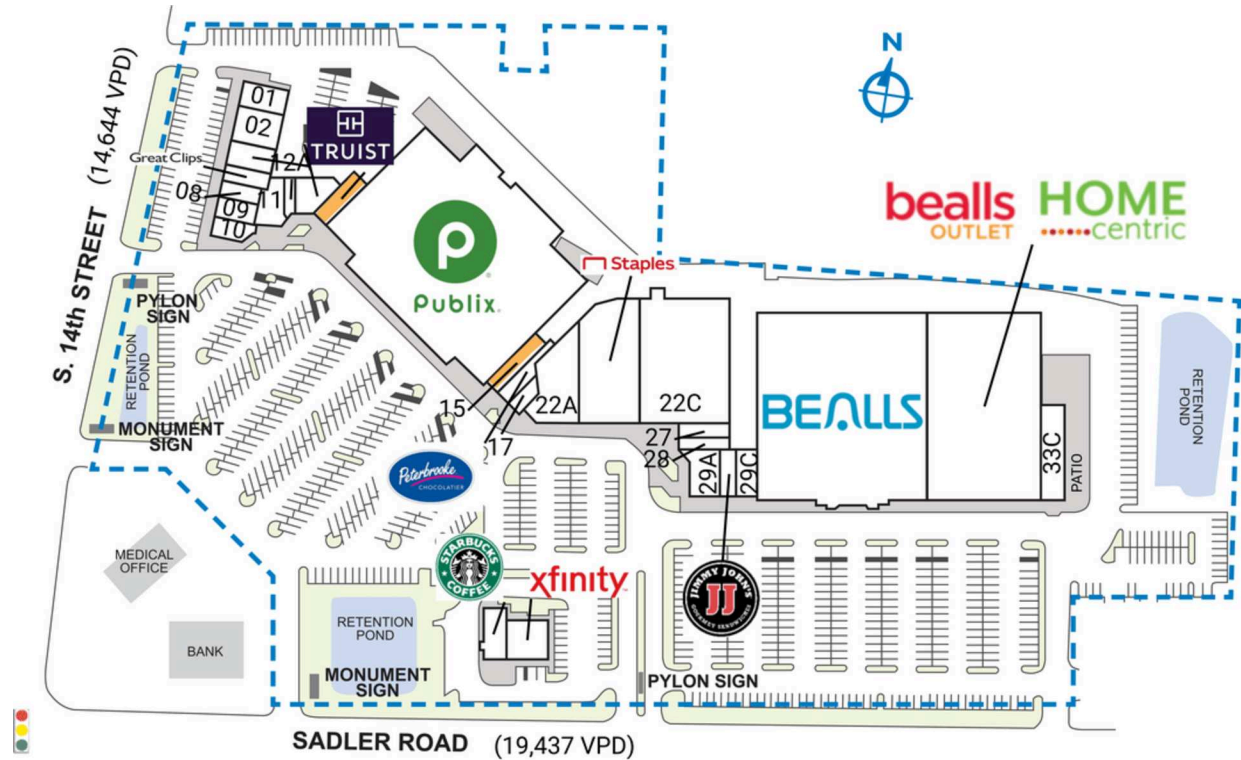 N
S. 14th STREET (14,644 VPD)
01
02
TRUIST
Great Clips
12A
08
11
09
10
Publix
Staples
bealls
OUTLET
HOME
centric
PYLON
SIGN
RETENTION
POND
MONUMENT
SIGN
15
17
22A
22C
27
28
29A
29C
BEALLS
33C
PATIO
RETENTION
POND
Peterbrooke
CHOCOLATIER
STARBUCKS
COFFEE
xfinity
JIMMY JOHN'S
JJ
GOURMET SANDWICHES
MEDICAL
OFFICE
BANK
RETENTION
POND
MONUMENT
SIGN
PYLON SIGN
SADLER ROAD (19,437 VPD)